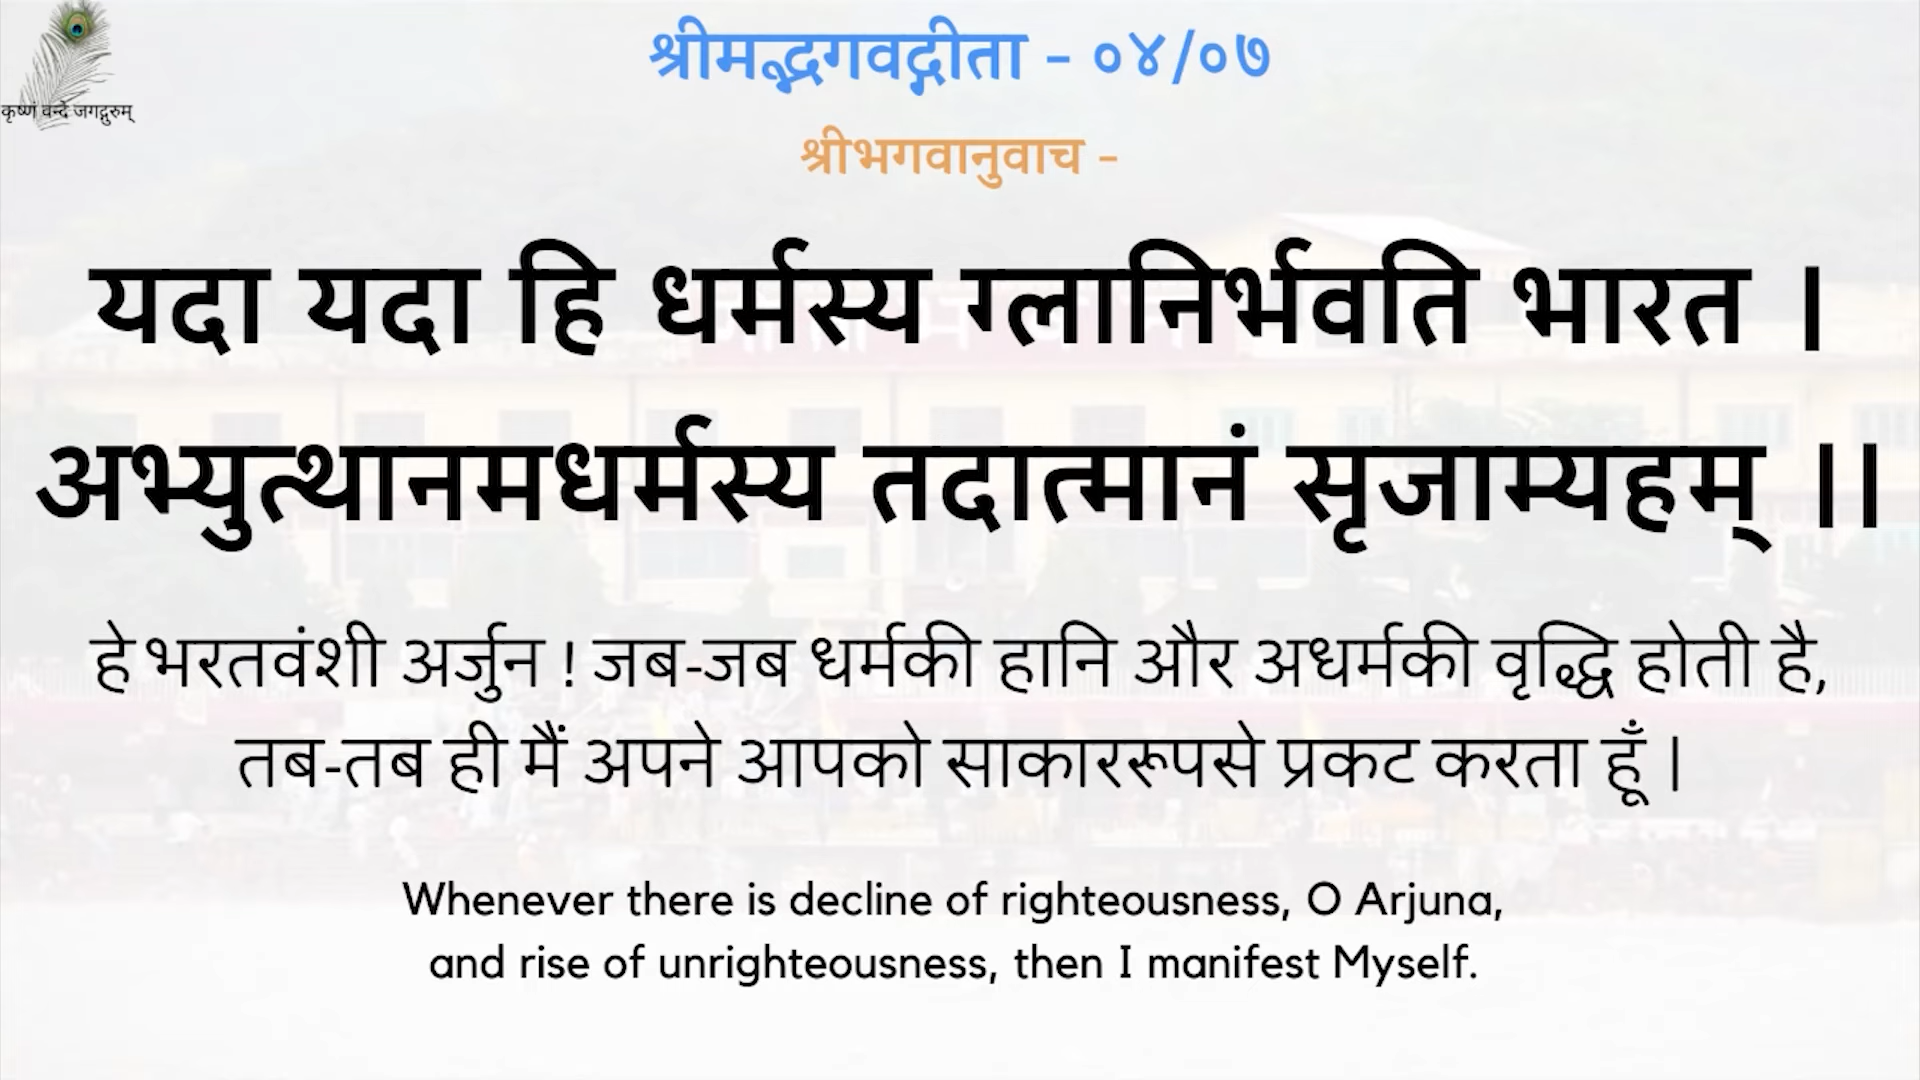 श्रीमद्भगवद्गीता - ०४/०७
कृष्णं वन्दे जगद्गुरुम्
श्रीभगवानुवाच -
यदा यदा हि धर्मस्य ग्लानिर्भवति भारत |
अभ्युत्थानमधर्मस्य तदात्मानं सृजाम्यहम् ||
हे भरतवंशी अर्जुन ! जब-जब धर्मकी हानि और अधर्मकी वृद्धि होती है,
तब-तब ही मैं अपने आपको साकाररूपसे प्रकट करता हूँ |
Whenever there is decline of righteousness, O Arjuna,
and rise of unrighteousness, then I manifest Myself.